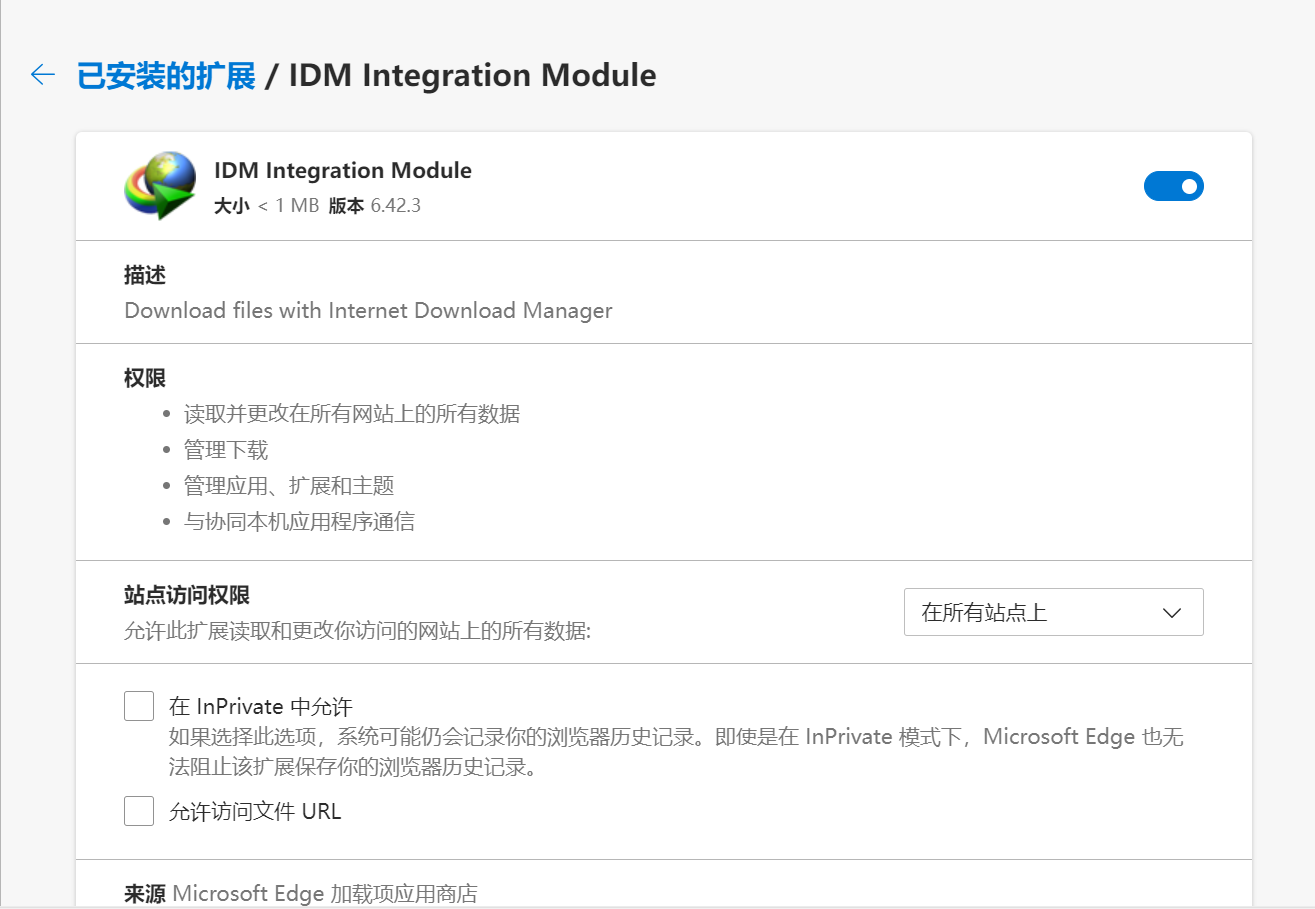 已安装的扩展 / IDM Integration Module
IDM Integration Module
大小 < 1 MB 版本 6.42.3
描述
Download files with Internet Download Manager
权限
读取并更改在所有网站上的所有数据
管理下载
管理应用、扩展和主题
与协同本机应用程序通信
站点访问权限
允许此扩展读取和更改你访问的网站上的所有数据:
在所有站点上
在 InPrivate 中允许
如果选择此选项，系统可能仍会记录你的浏览器历史记录。即使是在 InPrivate 模式下，Microsoft Edge 也无
法阻止该扩展保存你的浏览器历史记录。
允许访问文件 URL
来源 Microsoft Edge 加载项应用商店